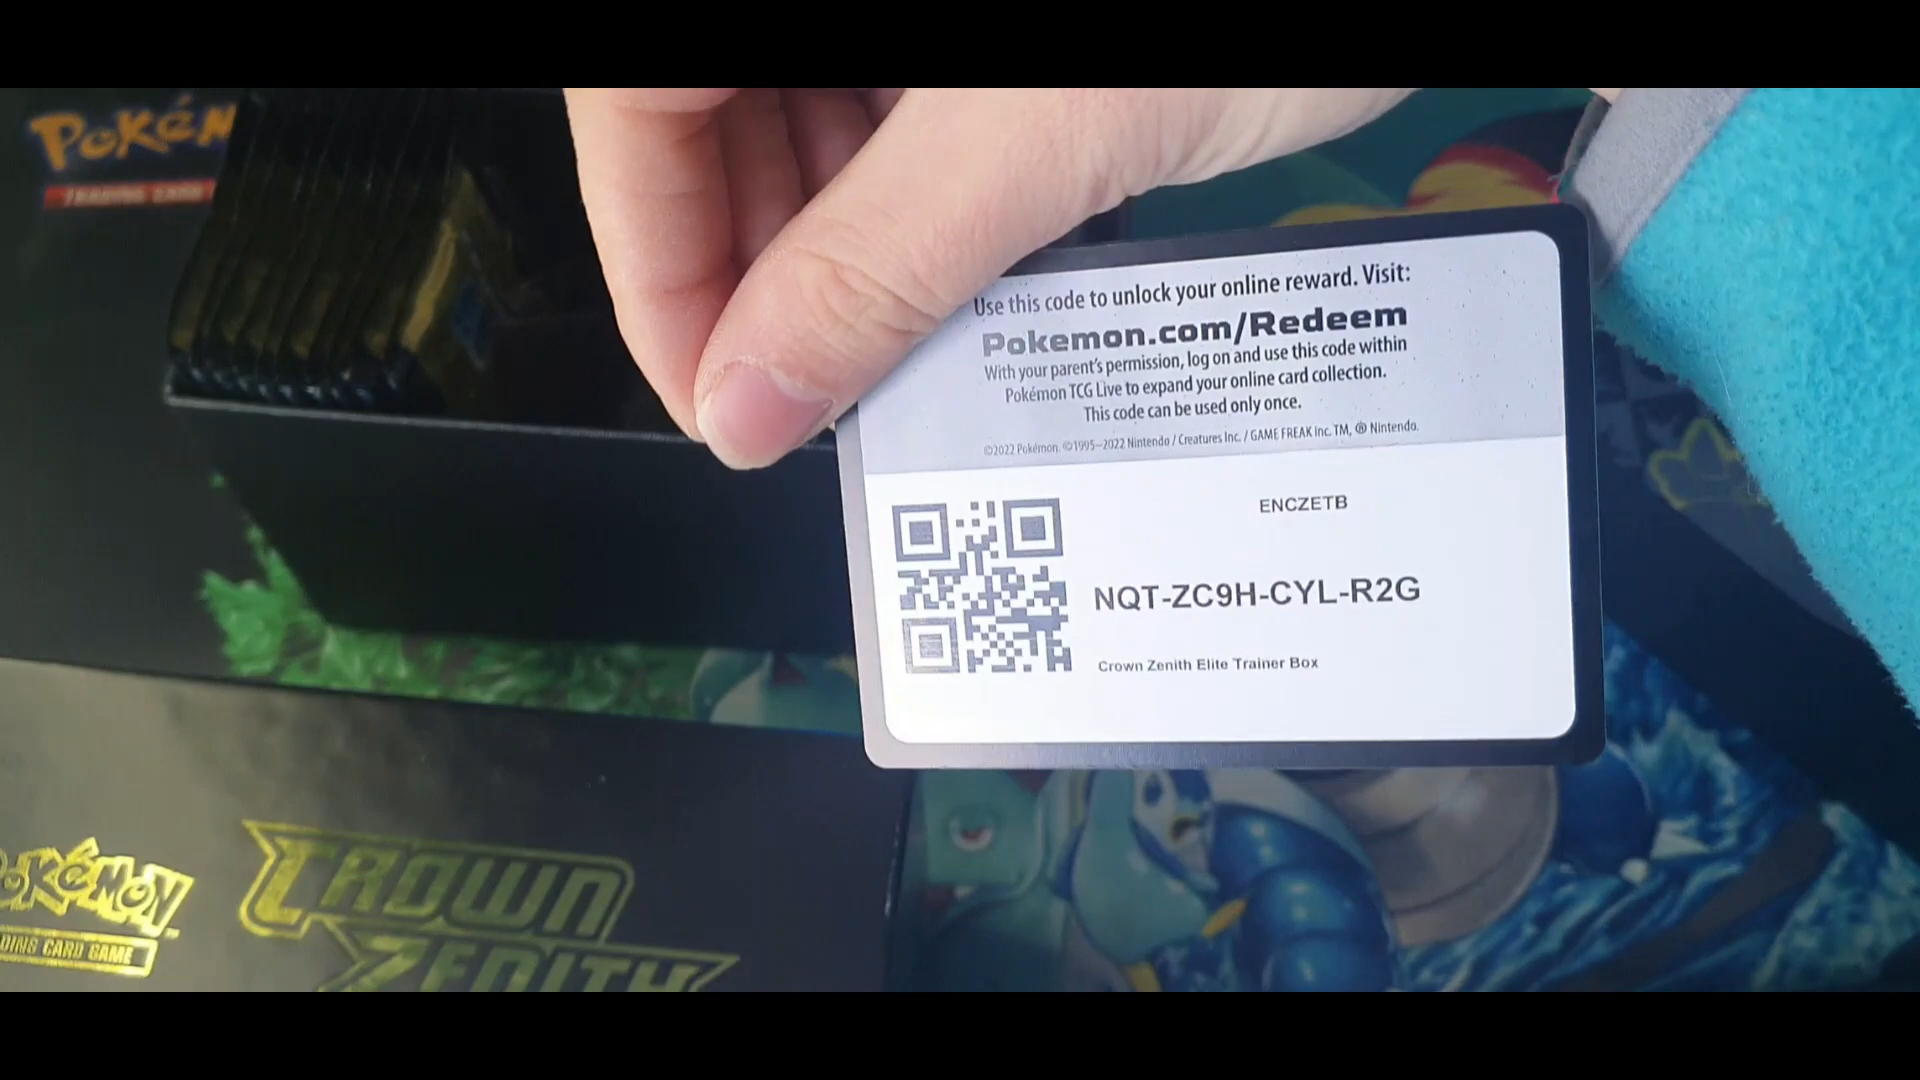 POKÉM
TRADING CARD
Use this code to unlock your online reward. Visit:
Pokemon.com/Redeem
With your parent's permission, log on and use this code within
Pokémon TCG Live to expand your online card collection.
This code can be used only once.
©2022 Pokémon. ©1995–2022 Nintendo / Creatures Inc. / GAME FREAK inc. TM, ® Nintendo.
ENCZETB
NQT-ZC9H-CYL-R2G
Crown Zenith Elite Trainer Box
POKÉMON
DING CARD GAME
CROWN
ZENITH